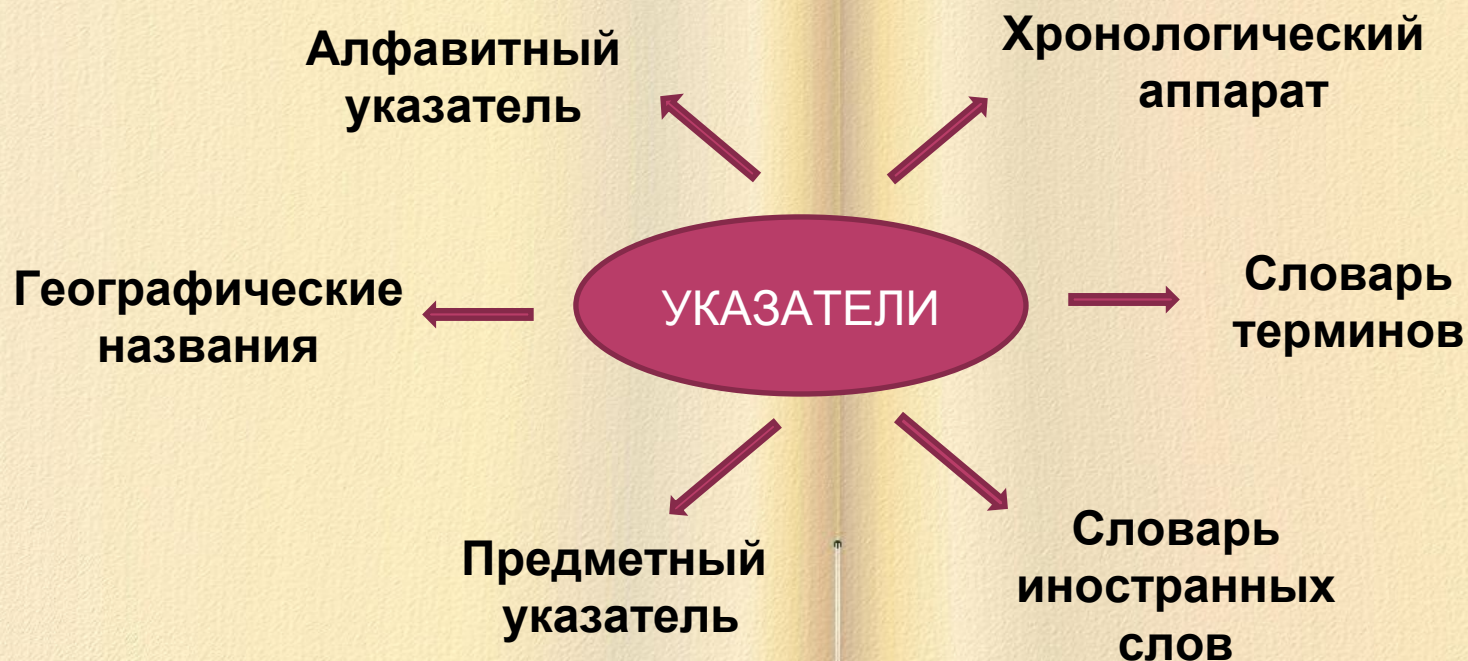 Алфавитный
указатель
Хронологический
аппарат
Географические
названия
УКАЗАТЕЛИ
Словарь
терминов
Предметный
указатель
Словарь
иностранных
слов